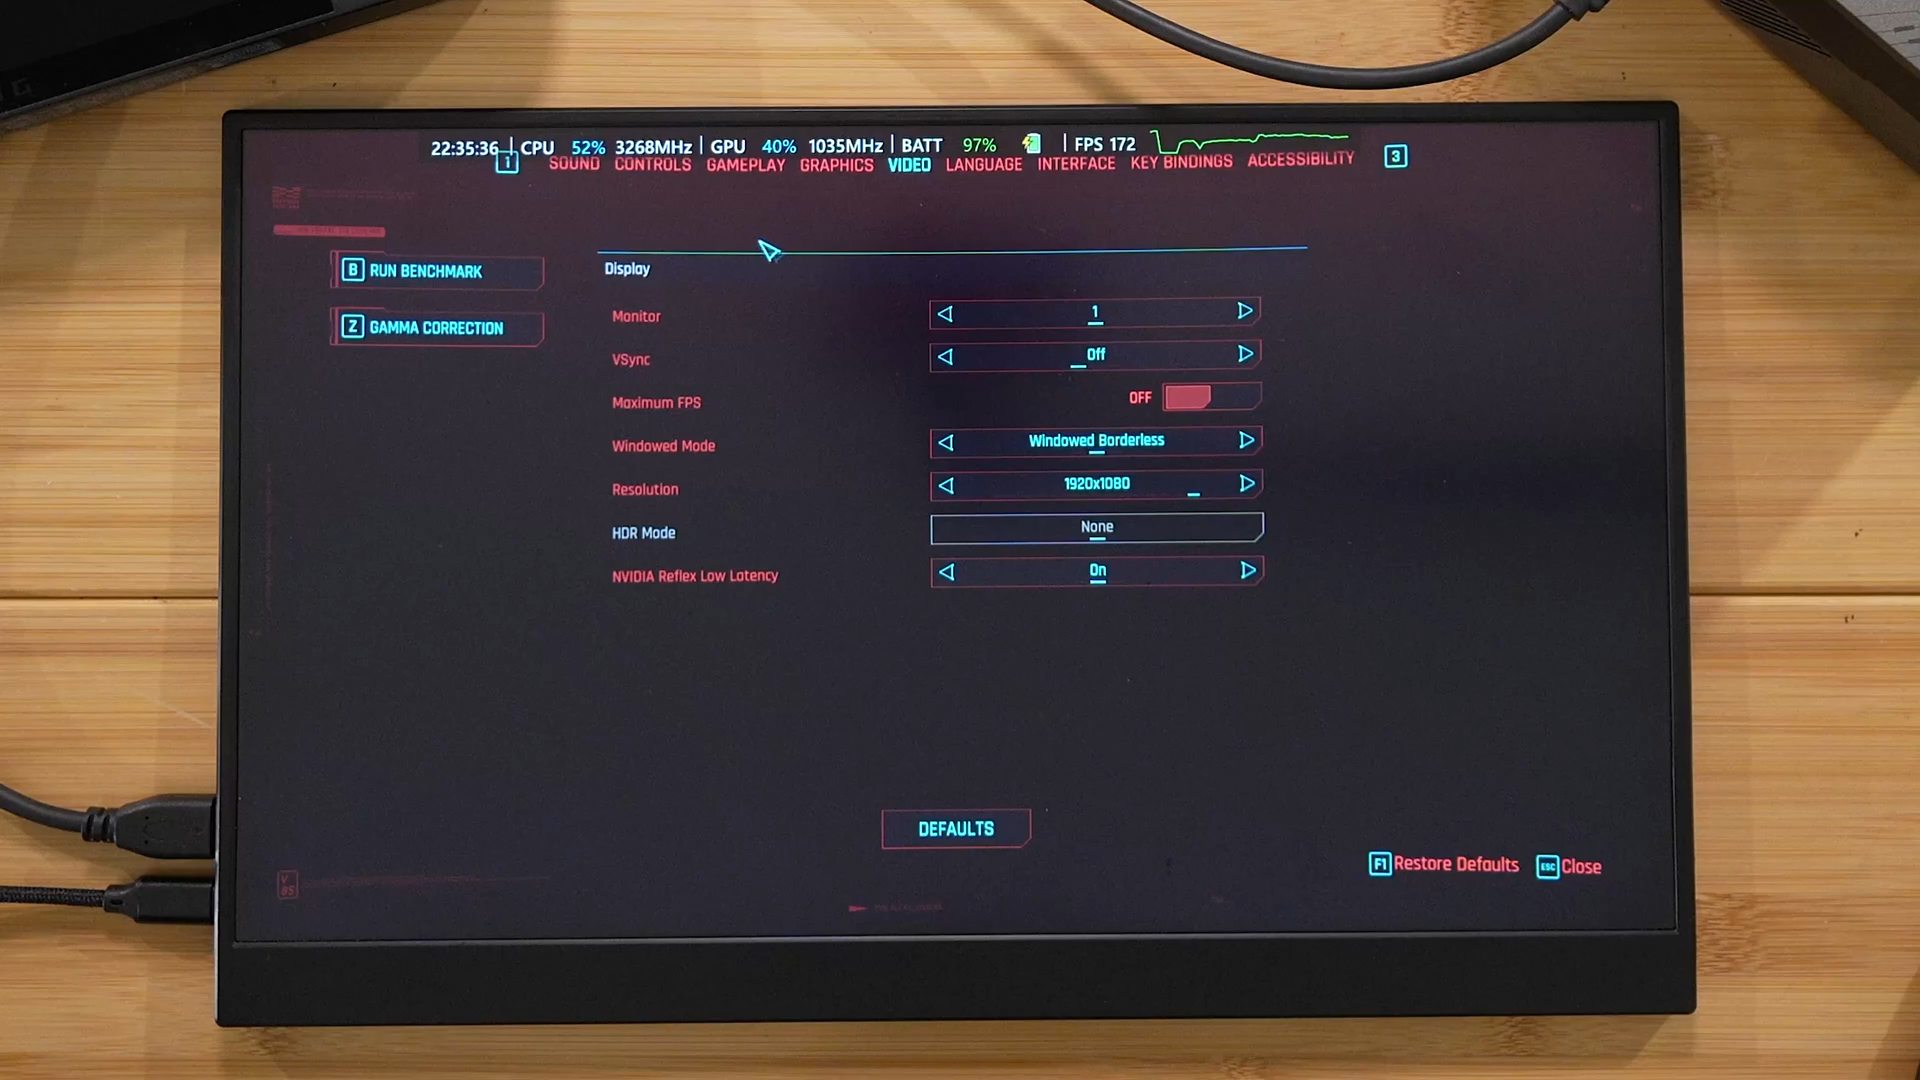 22:35:36 | CPU 52% 3268MHz | GPU 40% 1035MHz | BATT 97% | FPS 172
1 SOUND CONTROLS GAMEPLAY GRAPHICS VIDEO LANGUAGE INTERFACE KEY BINDINGS ACCESSIBILITY 3
B RUN BENCHMARK
Z GAMMA CORRECTION
Display
Monitor 1
VSync Off
Maximum FPS OFF
Windowed Mode Windowed Borderless
Resolution 1920x1080
HDR Mode None
NVIDIA Reflex Low Latency On
DEFAULTS
F1 Restore Defaults ESC Close
V
85